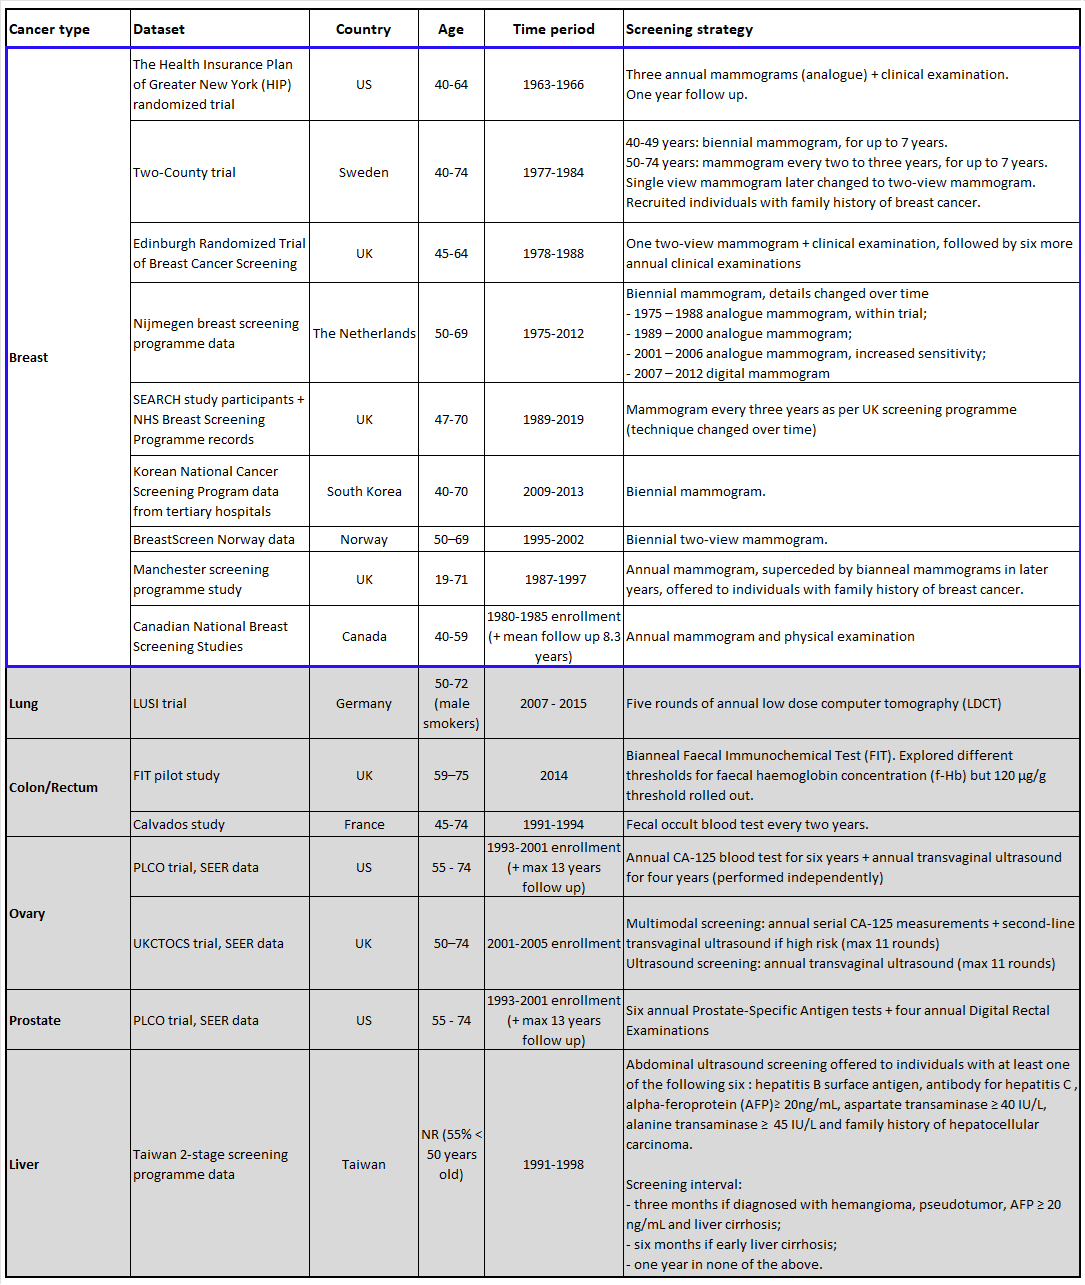 Cancer type Dataset Country Age Time period Screening strategy
Breast
The Health Insurance Plan
of Greater New York (HIP)
randomized trial
US
40-64
1963-1966
Three annual mammograms (analogue) + clinical examination.
One year follow up.
Two-County trial
Sweden
40-74
1977-1984
40-49 years: biennial mammogram, for up to 7 years.
50-74 years: mammogram every two to three years, for up to 7 years.
Single view mammogram later changed to two-view mammogram.
Recruited individuals with family history of breast cancer.
Edinburgh Randomized Trial
of Breast Cancer Screening
UK
45-64
1978-1988
One two-view mammogram + clinical examination, followed by six more
annual clinical examinations
Nijmegen breast screening
programme data
The Netherlands
50-69
1975-2012
Biennial mammogram, details changed over time
- 1975 – 1988 analogue mammogram, within trial;
- 1989 – 2000 analogue mammogram;
- 2001 – 2006 analogue mammogram, increased sensitivity;
- 2007 – 2012 digital mammogram
SEARCH study participants +
NHS Breast Screening
Programme records
UK
47-70
1989-2019
Mammogram every three years as per UK screening programme
(technique changed over time)
Korean National Cancer
Screening Program data
from tertiary hospitals
South Korea
40-70
2009-2013
Biennial mammogram.
BreastScreen Norway data
Norway
50–69
1995-2002
Biennial two-view mammogram.
Manchester screening
programme study
UK
19-71
1987-1997
Annual mammogram, superceded by bianneal mammograms in later
years, offered to individuals with family history of breast cancer.
Canadian National Breast
Screening Studies
Canada
40-59
1980-1985 enrollment
(+ mean follow up 8.3
years)
Annual mammogram and physical examination
Lung
LUSI trial
Germany
50-72
(male
smokers)
2007 - 2015
Five rounds of annual low dose computer tomography (LDCT)
Colon/Rectum
FIT pilot study
UK
59–75
2014
Bianneal Faecal Immunochemical Test (FIT). Explored different
thresholds for faecal haemoglobin concentration (f-Hb) but 120 μg/g
threshold rolled out.
Calvados study
France
45-74
1991-1994
Fecal occult blood test every two years.
Ovary
PLCO trial, SEER data
US
55 - 74
1993-2001 enrollment
(+ max 13 years
follow up)
Annual CA-125 blood test for six years + annual transvaginal ultrasound
for four years (performed independently)
UKCTOCS trial, SEER data
UK
50–74
2001-2005 enrollment
Multimodal screening: annual serial CA-125 measurements + second-line
transvaginal ultrasound if high risk (max 11 rounds)
Ultrasound screening: annual transvaginal ultrasound (max 11 rounds)
Prostate
PLCO trial, SEER data
US
55 - 74
1993-2001 enrollment
(+ max 13 years
follow up)
Six annual Prostate-Specific Antigen tests + four annual Digital Rectal
Examinations
Liver
Taiwan 2-stage screening
programme data
Taiwan
NR (55% <
50 years
old)
1991-1998
Abdominal ultrasound screening offered to individuals with at least one
of the following six : hepatitis B surface antigen, antibody for hepatitis C ,
alpha-feroprotein (AFP)≥ 20ng/mL, aspartate transaminase ≥ 40 IU/L,
alanine transaminase ≥ 45 IU/L and family history of hepatocellular
carcinoma.
Screening interval:
- three months if diagnosed with hemangioma, pseudotumor, AFP ≥ 20
ng/mL and liver cirrhosis;
- six months if early liver cirrhosis;
- one year in none of the above.